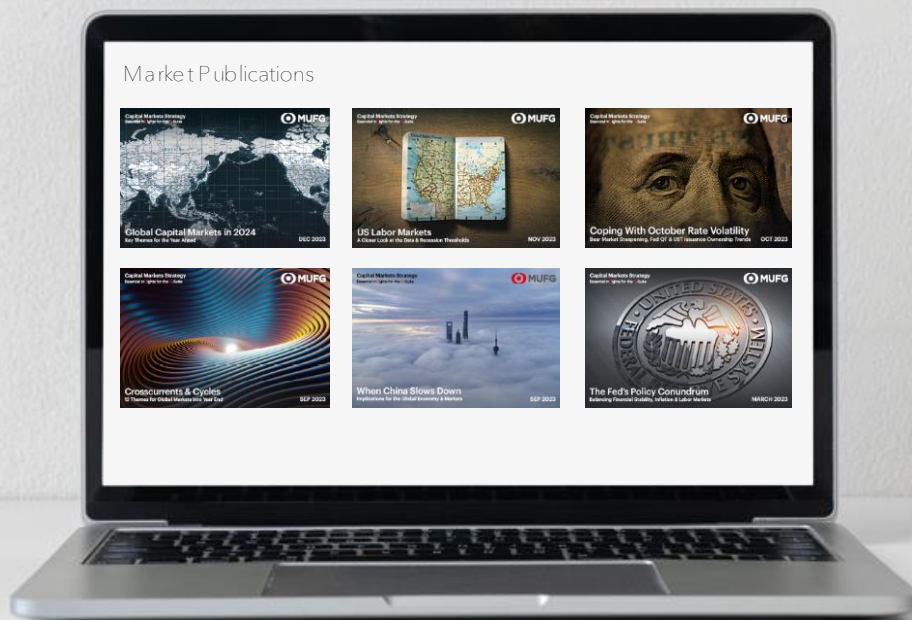 Market Publications
Capital Markets Strategy
MUFG
Global Capital Markets in 2024
Key Themes for the Year Ahead
DEC 2023
Capital Markets Strategy
MUFG
US Labor Markets
A Closer Look at the Data & Recession Thresholds
NOV 2023
Capital Markets Strategy
MUFG
Coping With October Rate Volatility
Bear Market Steepening, Fed QT & UST Issuance Ownership Trends
OCT 2023
Capital Markets Strategy
MUFG
Crosscurrents & Cycles
12 Themes for Global Markets into Year End
SEP 2023
Capital Markets Strategy
MUFG
When China Slows Down
Implications for the Global Economy & Markets
SEP 2023
Capital Markets Strategy
MUFG
UNITED STATES
FEDERAL
SYSTEM
The Fed's Policy Conundrum
Balancing Financial Stability, Inflation & Labor Markets
MARCH 2023